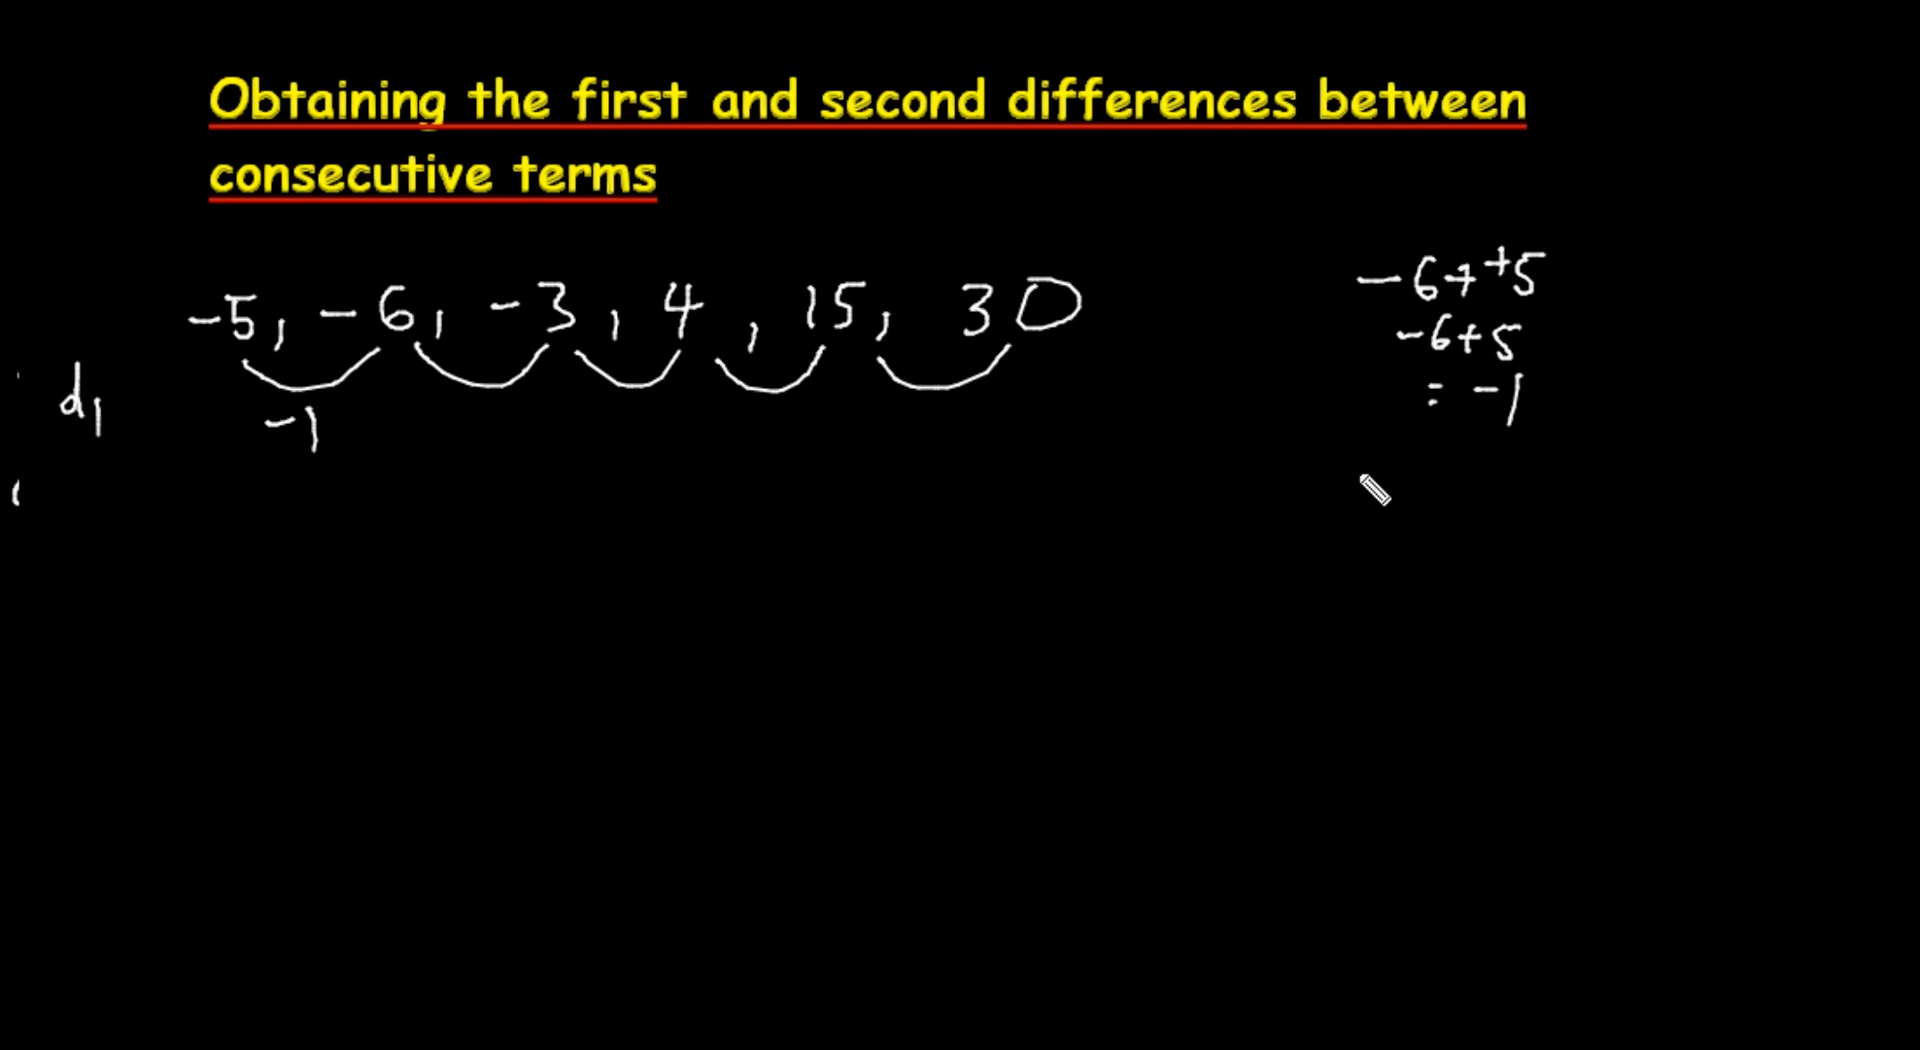 Obtaining the first and second differences between
consecutive terms
-5, -6, -3, 4, 15, 30
d1
-1
-6++5
-6+5
= -1